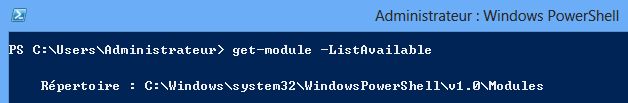 Administrateur : Windows PowerShell
PS C:\Users\Administrateur> get-module -ListAvailable
Répertoire : C:\Windows\system32\WindowsPowerShell\v1.0\Modules